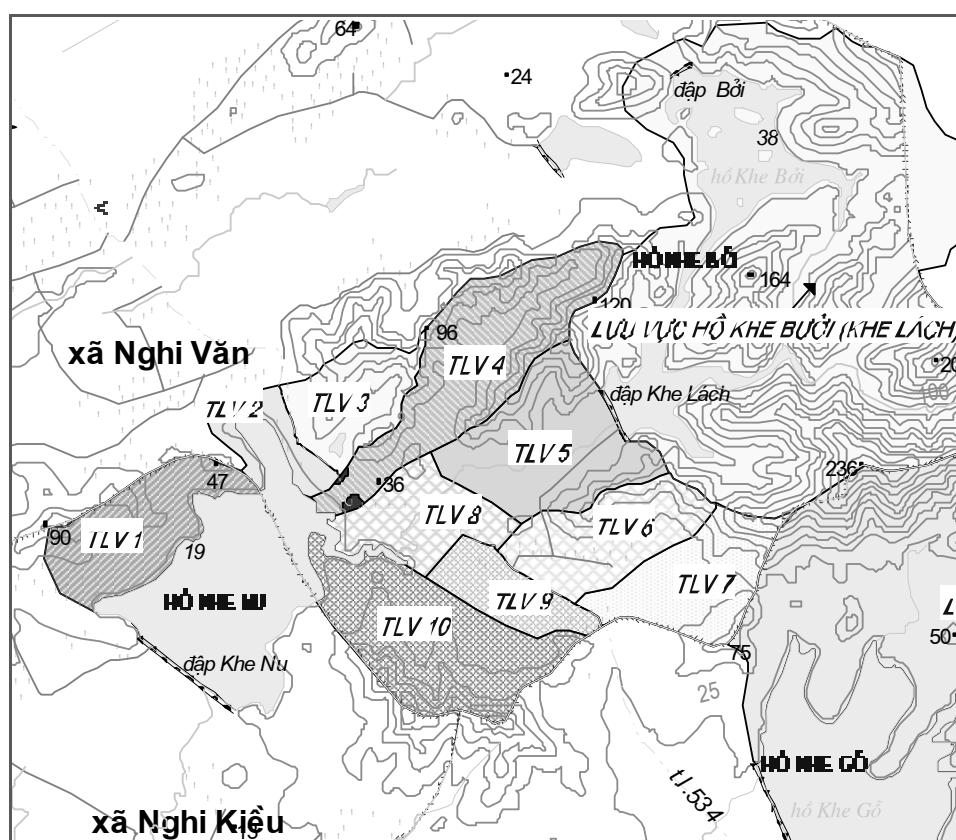 64
24
đập Bởi
38
hồ Khe Bởi
164
120
LƯU VỰC HỒ KHE BƯỞI (KHE LÁCH)
96
TLV 4
xã Nghi Văn
20
100
TLV 3
đập Khe Lách
TLV 2
TLV 5
236
47
36
TLV 8
TLV 6
90
TLV 1
19
TLV 7
TLV 9
HỒ KHE NU
TLV 10
L
50
75
đập Khe Nu
25
HỒ KHE GỖ
t.l.534
hồ Khe Gỗ
xã Nghi Kiều